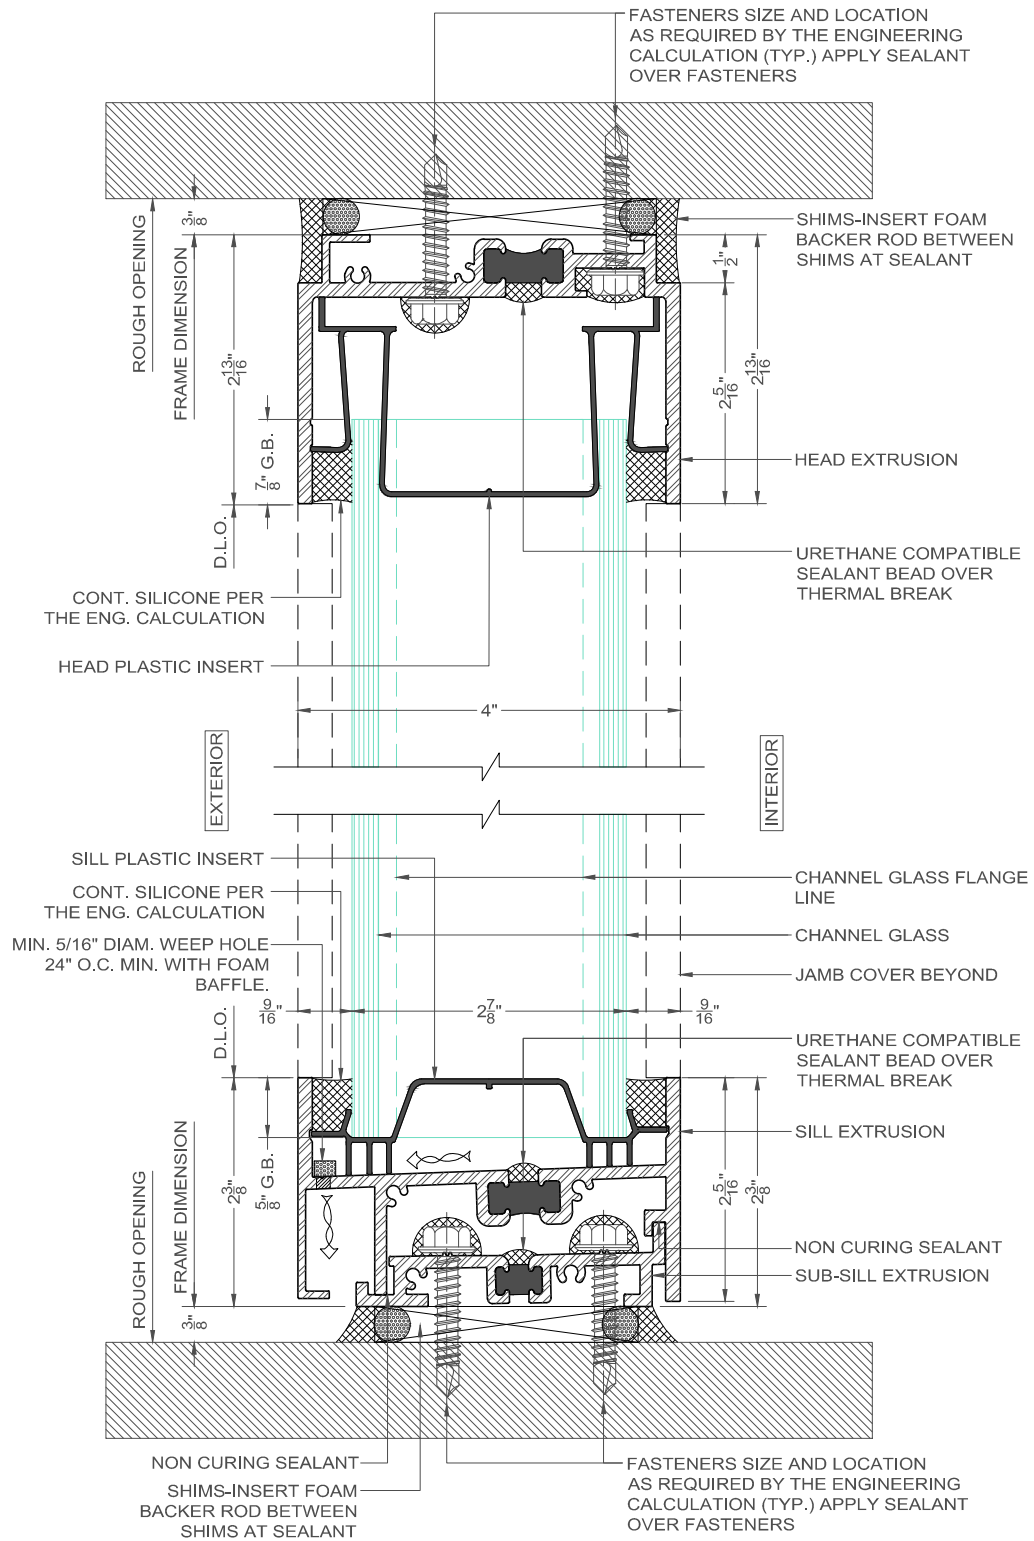 FASTENERS SIZE AND LOCATION
AS REQUIRED BY THE ENGINEERING
CALCULATION (TYP.) APPLY SEALANT
OVER FASTENERS
ROUGH OPENING
3/8
FRAME DIMENSION
2 13/16"
7/8" G.B.
D.L.O.
SHIMS-INSERT FOAM
BACKER ROD BETWEEN
SHIMS AT SEALANT
1/2"
2 5/16"
2 13/16"
HEAD EXTRUSION
URETHANE COMPATIBLE
SEALANT BEAD OVER
THERMAL BREAK
CONT. SILICONE PER
THE ENG. CALCULATION
HEAD PLASTIC INSERT
4"
EXTERIOR
INTERIOR
SILL PLASTIC INSERT
CONT. SILICONE PER
THE ENG. CALCULATION
MIN. 5/16" DIAM. WEEP HOLE
24" O.C. MIN. WITH FOAM
BAFFLE.
CHANNEL GLASS FLANGE
LINE
CHANNEL GLASS
JAMB COVER BEYOND
9/16"
2 7/8"
9/16"
D.L.O.
URETHANE COMPATIBLE
SEALANT BEAD OVER
THERMAL BREAK
SILL EXTRUSION
ROUGH OPENING
FRAME DIMENSION
2 3/8"
5/8" G.B.
3/8
2 5/16"
2 3/8"
NON CURING SEALANT
SUB-SILL EXTRUSION
NON CURING SEALANT
SHIMS-INSERT FOAM
BACKER ROD BETWEEN
SHIMS AT SEALANT
FASTENERS SIZE AND LOCATION
AS REQUIRED BY THE ENGINEERING
CALCULATION (TYP.) APPLY SEALANT
OVER FASTENERS